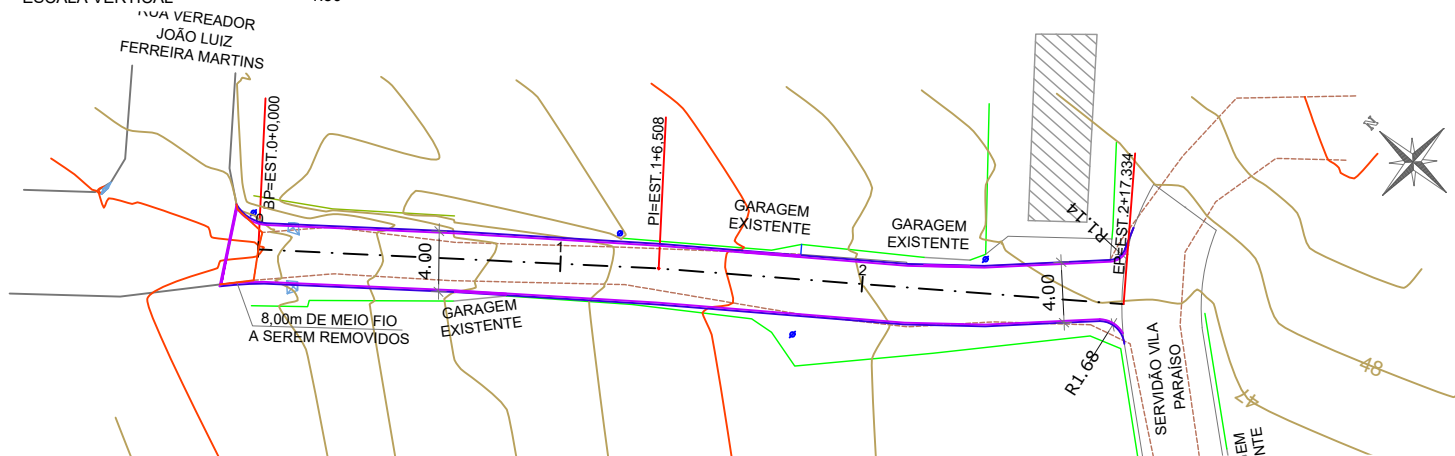 RUA VEREADOR
JOÃO LUIZ
FERREIRA MARTINS
BP=EST.0+0,000
0
4.00
1
PI=EST.1+6.508
GARAGEM
EXISTENTE
GARAGEM
EXISTENTE
2
4.00
R1.14
EP=EST.2+17.334
N
8,00m DE MEIO FIO
A SEREM REMOVIDOS
GARAGEM
EXISTENTE
R1.68
SERVIDÃO VILA
PARAÍSO
47
48